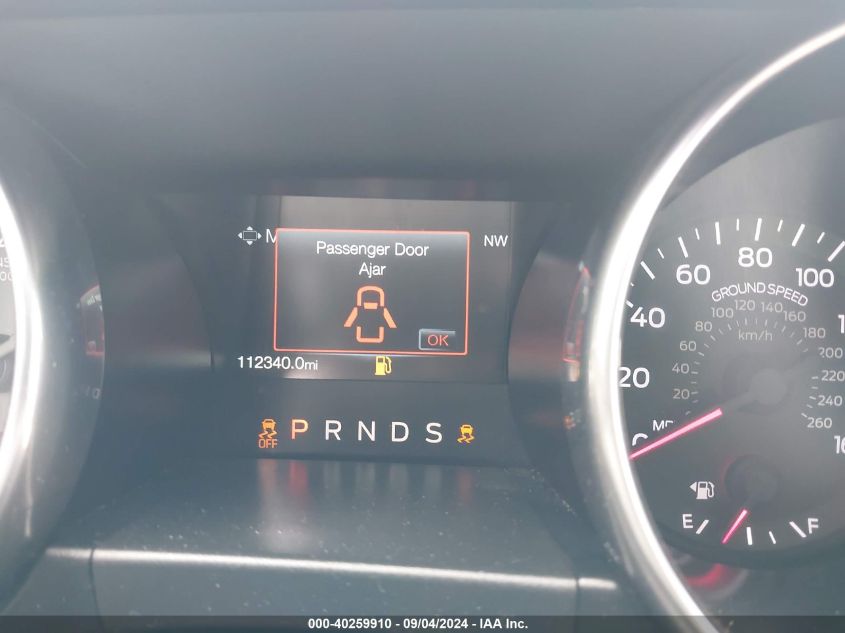 M
NW
Passenger Door
Ajar
OK
112340.0mi
OFF
P R N D S
20 40 60 80 100
GROUND SPEED
20 40 60 80 100 120 140 160 180 200 220 240 260
km/h
E F
000-40259910 - 09/04/2024 - IAA Inc.